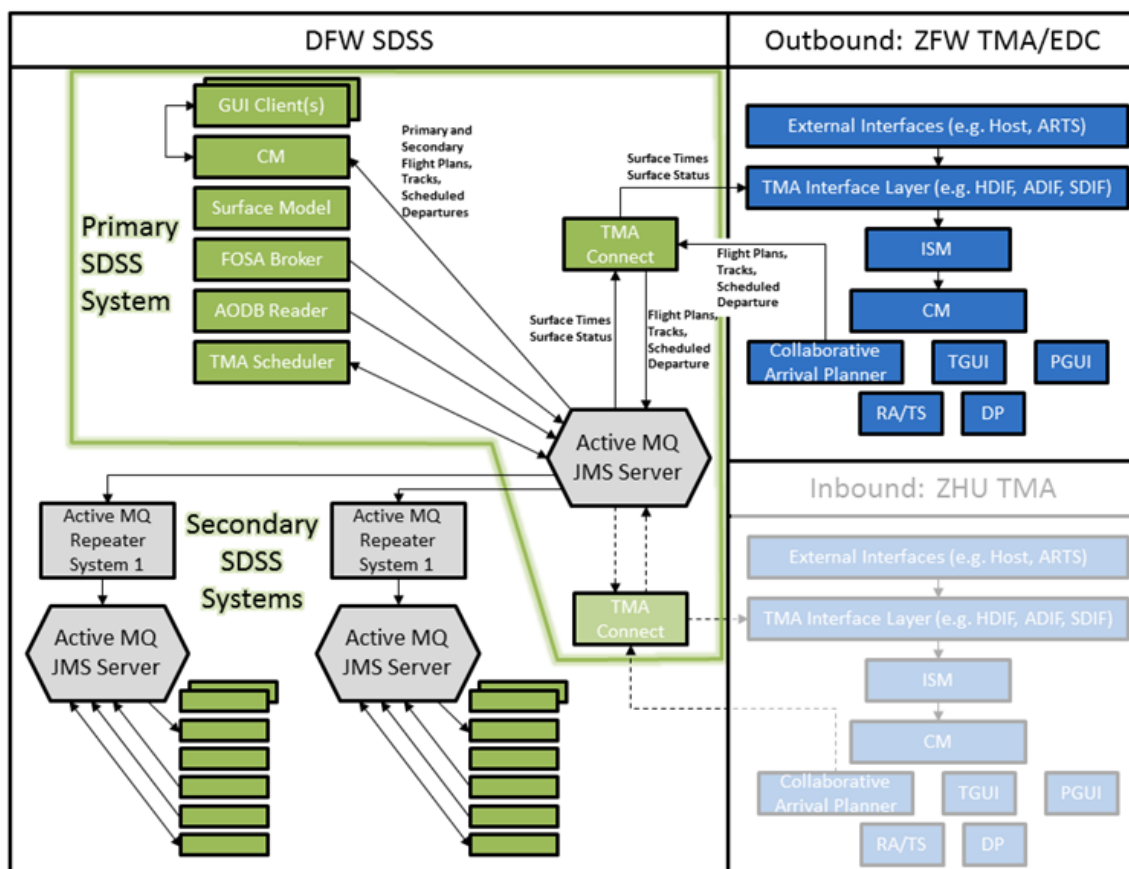 DFW SDSS
Outbound: ZFW TMA/EDC
GUI Client(s)
CM
Surface Model
FOSA Broker
AODB Reader
TMA Scheduler
Primary
SDSS
System
Primary and
Secondary
Flight Plans,
Tracks,
Scheduled
Departures
Surface Times
Surface Status
TMA
Connect
Flight Plans,
Tracks,
Scheduled
Departure
Surface Times
Surface Status
Flight Plans,
Tracks,
Scheduled
Departure
Active MQ
JMS Server
External Interfaces (e.g. Host, ARTS)
TMA Interface Layer (e.g. HDIF, ADIF, SDIF)
ISM
CM
Collaborative
Arrival Planner
TGUI
PGUI
RA/TS
DP
Active MQ
Repeater
System 1
Secondary
SDSS
Systems
Active MQ
Repeater
System 1
Active MQ
JMS Server
Active MQ
JMS Server
TMA
Connect
Inbound: ZHU TMA
External Interfaces (e.g. Host, ARTS)
TMA Interface Layer (e.g. HDIF, ADIF, SDIF)
ISM
CM
Collaborative
Arrival Planner
TGUI
PGUI
RA/TS
DP